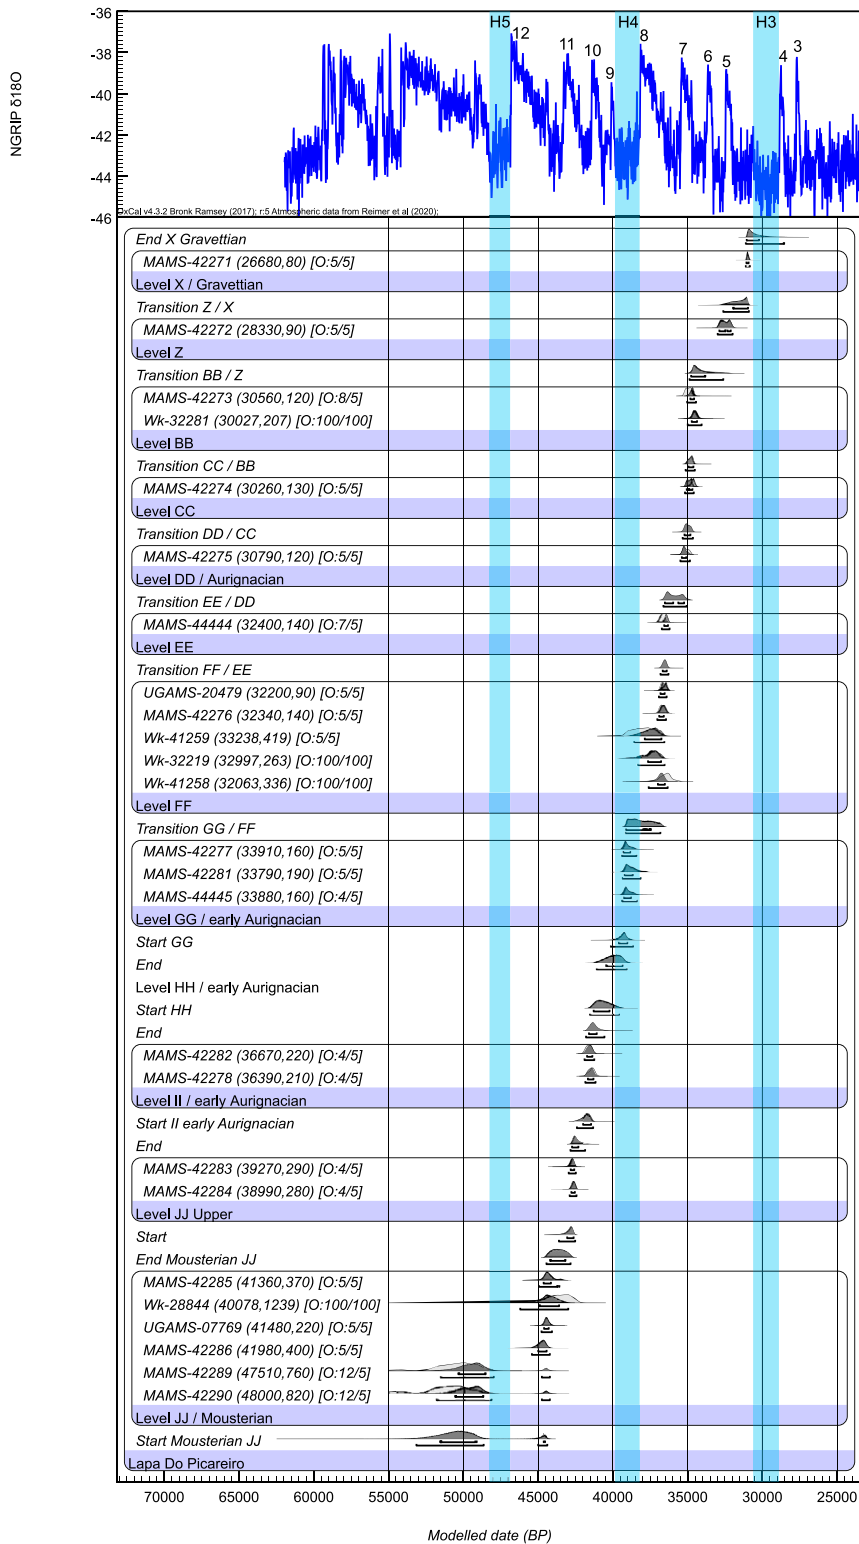 H5
H4
H3
-36
-38
-40
-42
-44
-46
NGRIP δ18O
12
11
10
9
8
7
6
5
4
3
OxCal v4.3.2 Bronk Ramsey (2017); r:5 Atmospheric data from Reimer et al (2020);
End X Gravettian
MAMS-42271 (26680,80) [O:5/5]
Level X / Gravettian
Transition Z / X
MAMS-42272 (28330,90) [O:5/5]
Level Z
Transition BB / Z
MAMS-42273 (30560,120) [O:8/5]
Wk-32281 (30027,207) [O:100/100]
Level BB
Transition CC / BB
MAMS-42274 (30260,130) [O:5/5]
Level CC
Transition DD / CC
MAMS-42275 (30790,120) [O:5/5]
Level DD / Aurignacian
Transition EE / DD
MAMS-44444 (32400,140) [O:7/5]
Level EE
Transition FF / EE
UGAMS-20479 (32200,90) [O:5/5]
MAMS-42276 (32340,140) [O:5/5]
Wk-41259 (33238,419) [O:5/5]
Wk-32219 (32997,263) [O:100/100]
Wk-41258 (32063,336) [O:100/100]
Level FF
Transition GG / FF
MAMS-42277 (33910,160) [O:5/5]
MAMS-42281 (33790,190) [O:5/5]
MAMS-44445 (33880,160) [O:4/5]
Level GG / early Aurignacian
Start GG
End
Level HH / early Aurignacian
Start HH
End
MAMS-42282 (36670,220) [O:4/5]
MAMS-42278 (36390,210) [O:4/5]
Level II / early Aurignacian
Start II early Aurignacian
End
MAMS-42283 (39270,290) [O:4/5]
MAMS-42284 (38990,280) [O:4/5]
Level JJ Upper
Start
End Mousterian JJ
MAMS-42285 (41360,370) [O:5/5]
Wk-28844 (40078,1239) [O:100/100]
UGAMS-07769 (41480,220) [O:5/5]
MAMS-42286 (41980,400) [O:5/5]
MAMS-42289 (47510,760) [O:12/5]
MAMS-42290 (48000,820) [O:12/5]
Level JJ / Mousterian
Start Mousterian JJ
Lapa Do Picareiro
70000 65000 60000 55000 50000 45000 40000 35000 30000 25000
Modelled date (BP)